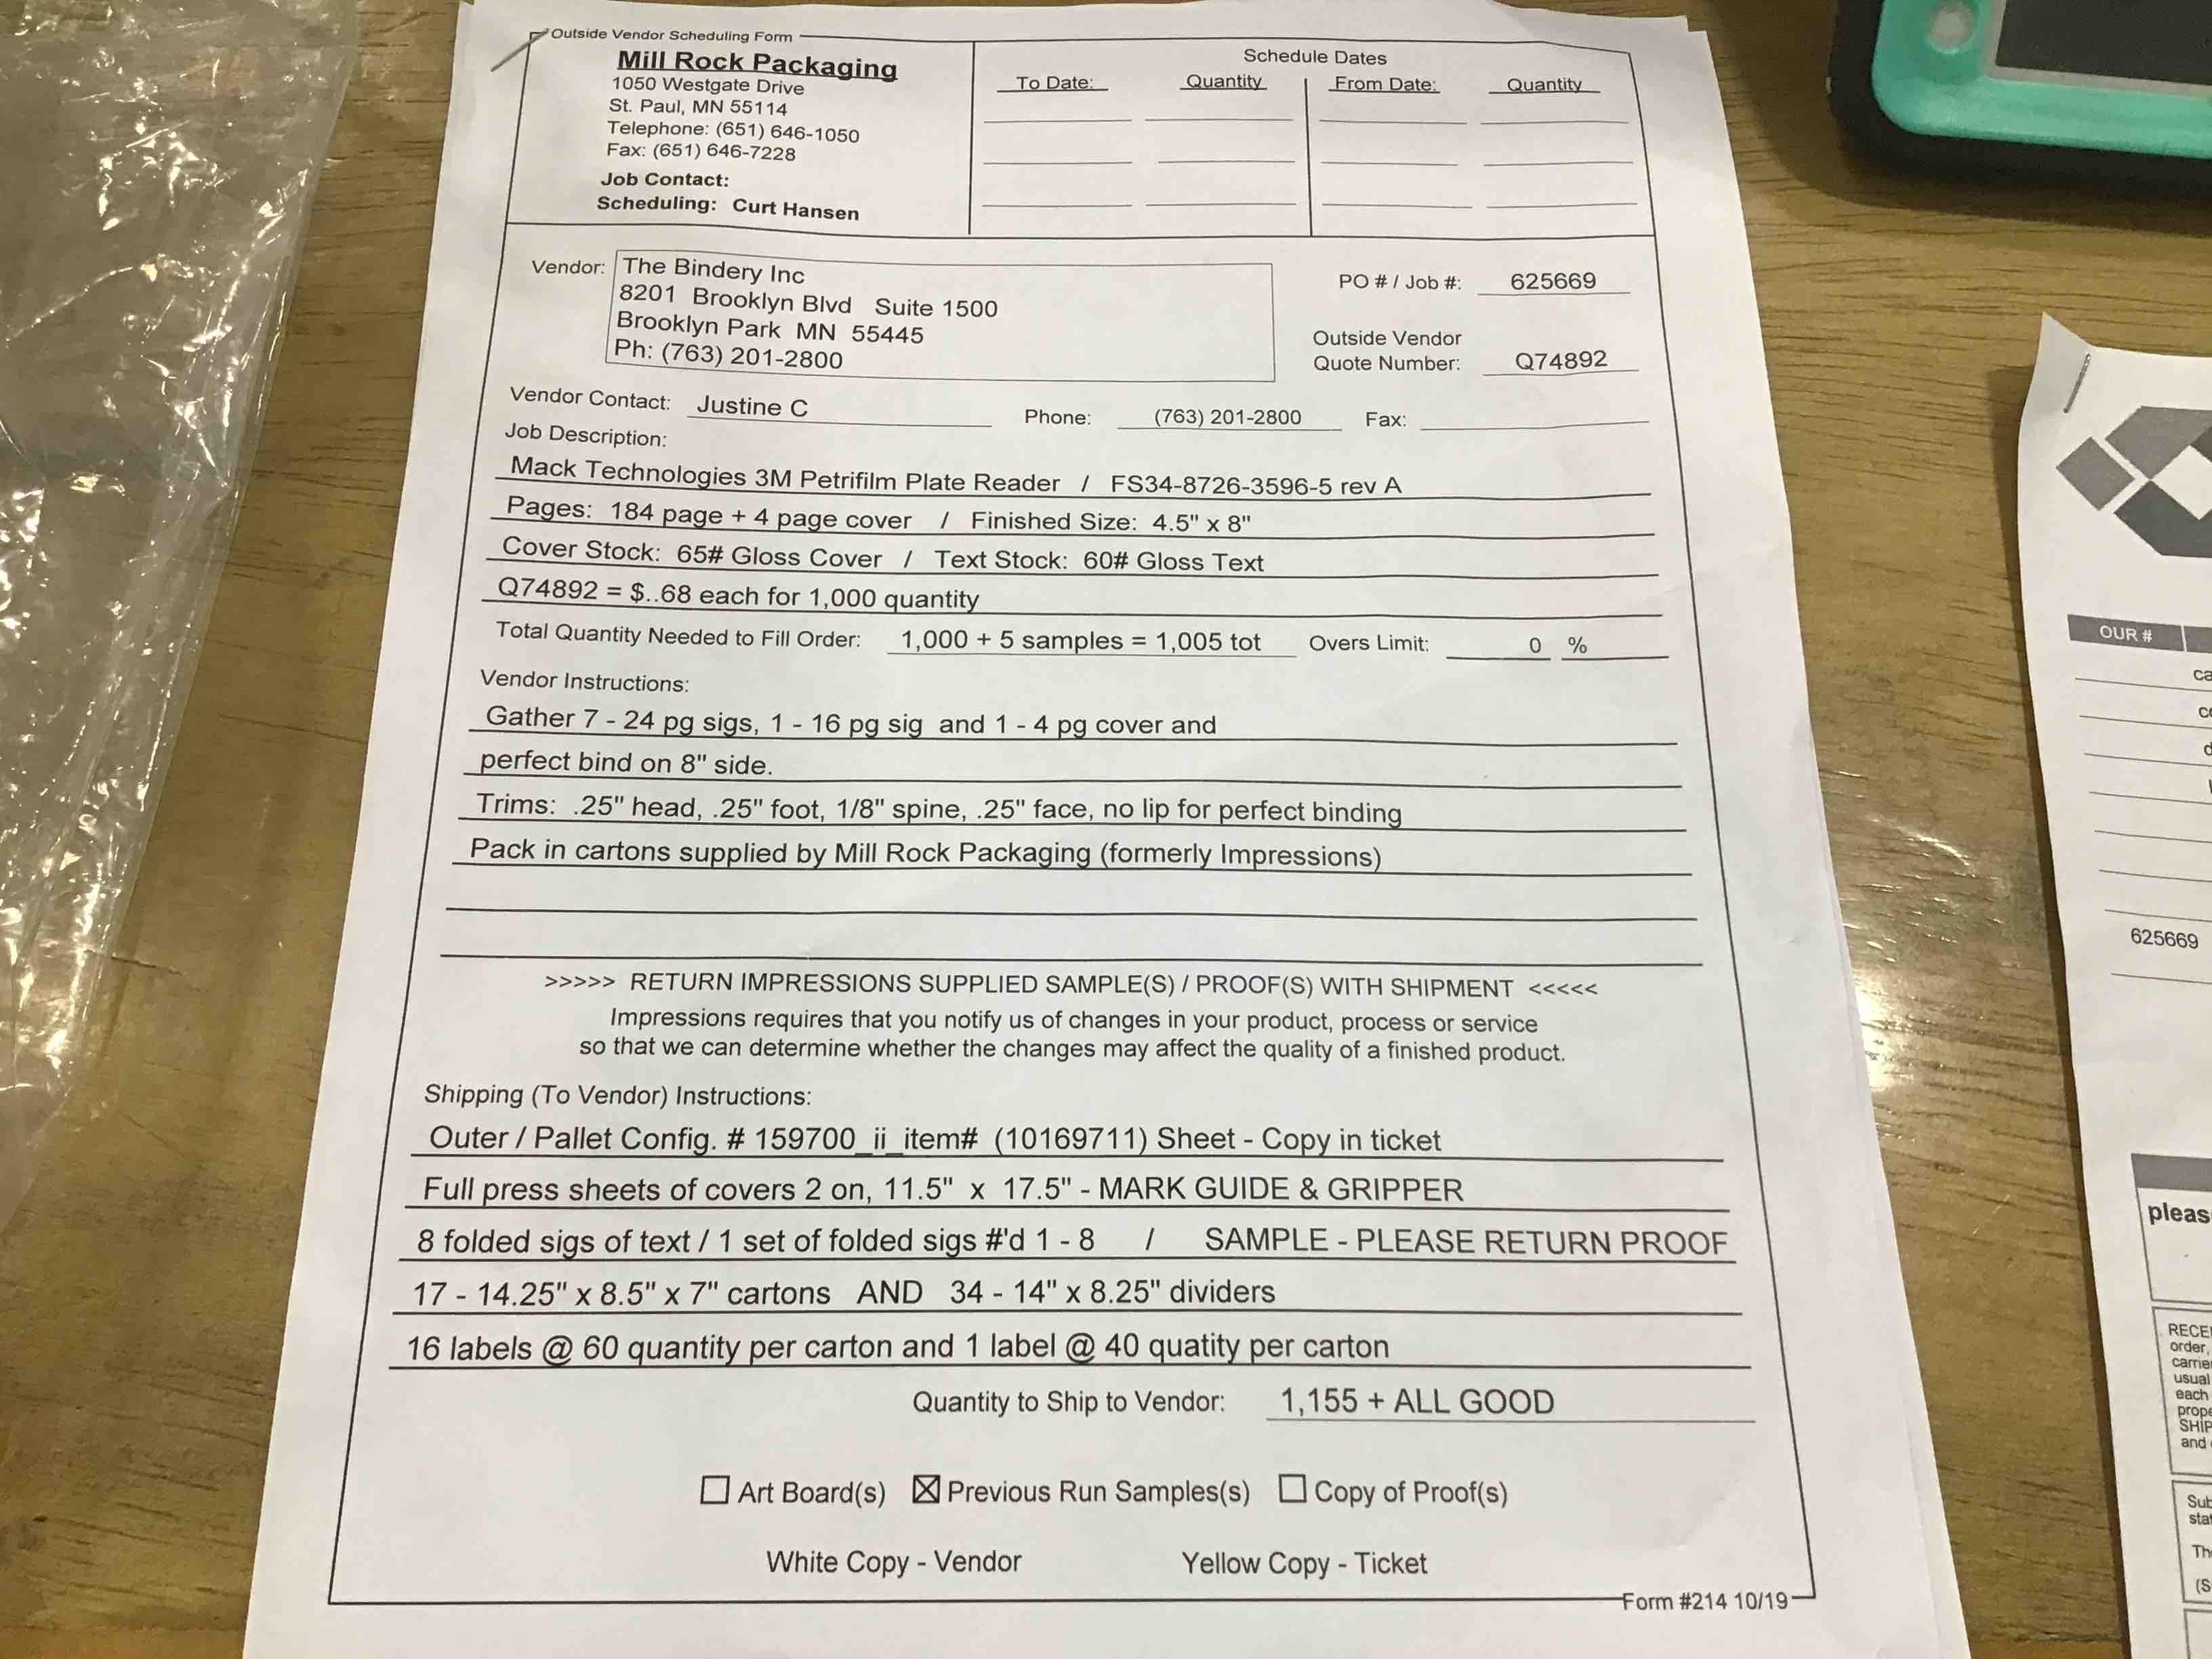 Outside Vendor Scheduling Form
Mill Rock Packaging
1050 Westgate Drive
St. Paul, MN 55114
Telephone: (651) 646-1050
Fax: (651) 646-7228
Job Contact:
Scheduling: Curt Hansen
Schedule Dates
To Date: Quantity From Date: Quantity
Vendor: The Bindery Inc
8201 Brooklyn Blvd Suite 1500
Brooklyn Park MN 55445
Ph: (763) 201-2800
PO # / Job #: 625669
Outside Vendor
Quote Number: Q74892
Vendor Contact: Justine C Phone: (763) 201-2800 Fax:
Job Description:
Mack Technologies 3M Petrifilm Plate Reader / FS34-8726-3596-5 rev A
Pages: 184 page + 4 page cover / Finished Size: 4.5" x 8"
Cover Stock: 65# Gloss Cover / Text Stock: 60# Gloss Text
Q74892 = $..68 each for 1,000 quantity
Total Quantity Needed to Fill Order: 1,000 + 5 samples = 1,005 tot Overs Limit: 0 %
Vendor Instructions:
Gather 7 - 24 pg sigs, 1 - 16 pg sig and 1 - 4 pg cover and
perfect bind on 8" side.
Trims: .25" head, .25" foot, 1/8" spine, .25" face, no lip for perfect binding
Pack in cartons supplied by Mill Rock Packaging (formerly Impressions)
>>>>> RETURN IMPRESSIONS SUPPLIED SAMPLE(S) / PROOF(S) WITH SHIPMENT <<<<<
Impressions requires that you notify us of changes in your product, process or service
so that we can determine whether the changes may affect the quality of a finished product.
Shipping (To Vendor) Instructions:
Outer / Pallet Config. # 159700_ii_item# (10169711) Sheet - Copy in ticket
Full press sheets of covers 2 on, 11.5" x 17.5" - MARK GUIDE & GRIPPER
8 folded sigs of text / 1 set of folded sigs #'d 1 - 8 / SAMPLE - PLEASE RETURN PROOF
17 - 14.25" x 8.5" x 7" cartons AND 34 - 14" x 8.25" dividers
16 labels @ 60 quantity per carton and 1 label @ 40 quatity per carton
Quantity to Ship to Vendor: 1,155 + ALL GOOD
Art Board(s) Previous Run Samples(s) Copy of Proof(s)
White Copy - Vendor Yellow Copy - Ticket
Form #214 10/19
OUR #
625669
order,
usual
each
and